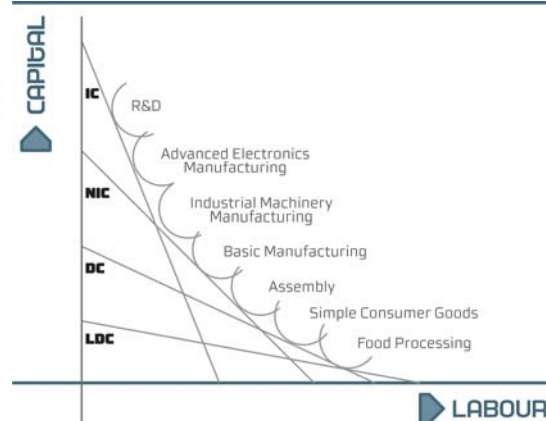 CAPITAL
IC
R&D
Advanced Electronics
Manufacturing
NIC
Industrial Machinery
Manufacturing
Basic Manufacturing
DC
Assembly
Simple Consumer Goods
LDC
Food Processing
LABOUR